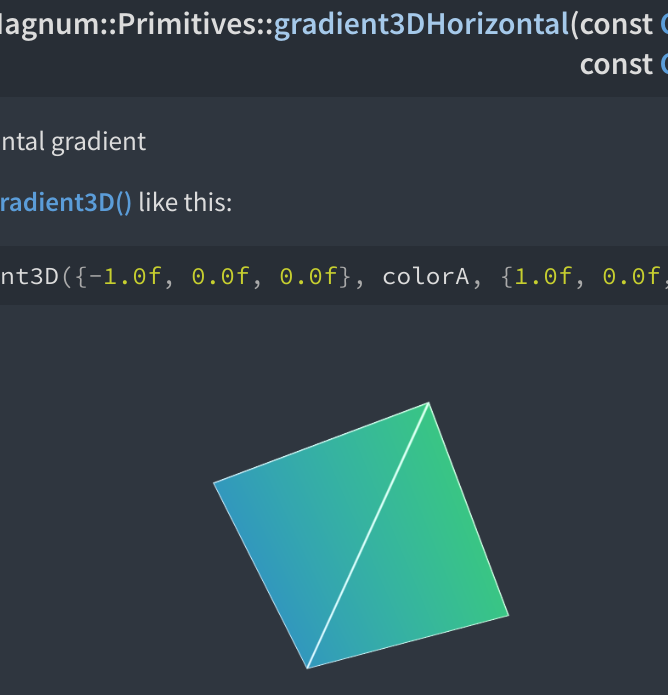 Magnum::Primitives::gradient3DHorizontal(const
const
ntal gradient
radient3D() like this:
nt3D({-1.0f, 0.0f, 0.0f}, colorA, {1.0f, 0.0f,